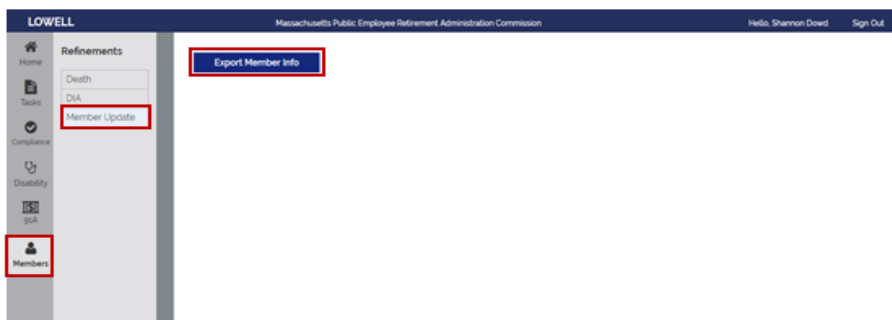 LOWELL
Massachusetts Public Employee Retirement Administration Commission
Hello, Shannon Dowd
Sign Out
Home
Tasks
Compliance
Disability
91A
Members
Refinements
Death
DIA
Member Update
Export Member Info